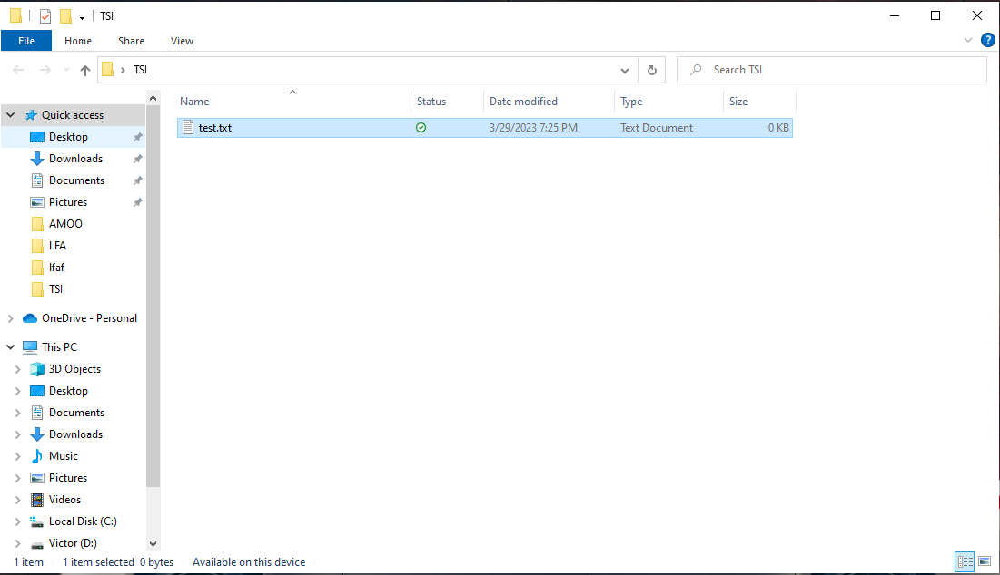 TSI
File Home Share View
TSI
Search TSI
Name Status Date modified Type Size
test.txt 3/29/2023 7:25 PM Text Document 0 KB
Quick access
Desktop
Downloads
Documents
Pictures
AMOO
LFA
lfaf
TSI
OneDrive - Personal
This PC
3D Objects
Desktop
Documents
Downloads
Music
Pictures
Videos
Local Disk (C:)
Victor (D:)
1 item 1 item selected 0 bytes Available on this device